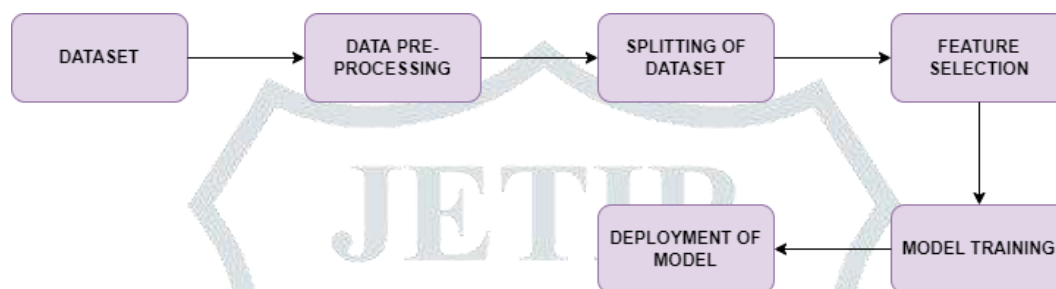 DATASET
DATA PRE-
PROCESSING
SPLITTING OF
DATASET
FEATURE
SELECTION
JETIR
DEPLOYMENT OF
MODEL
MODEL TRAINING